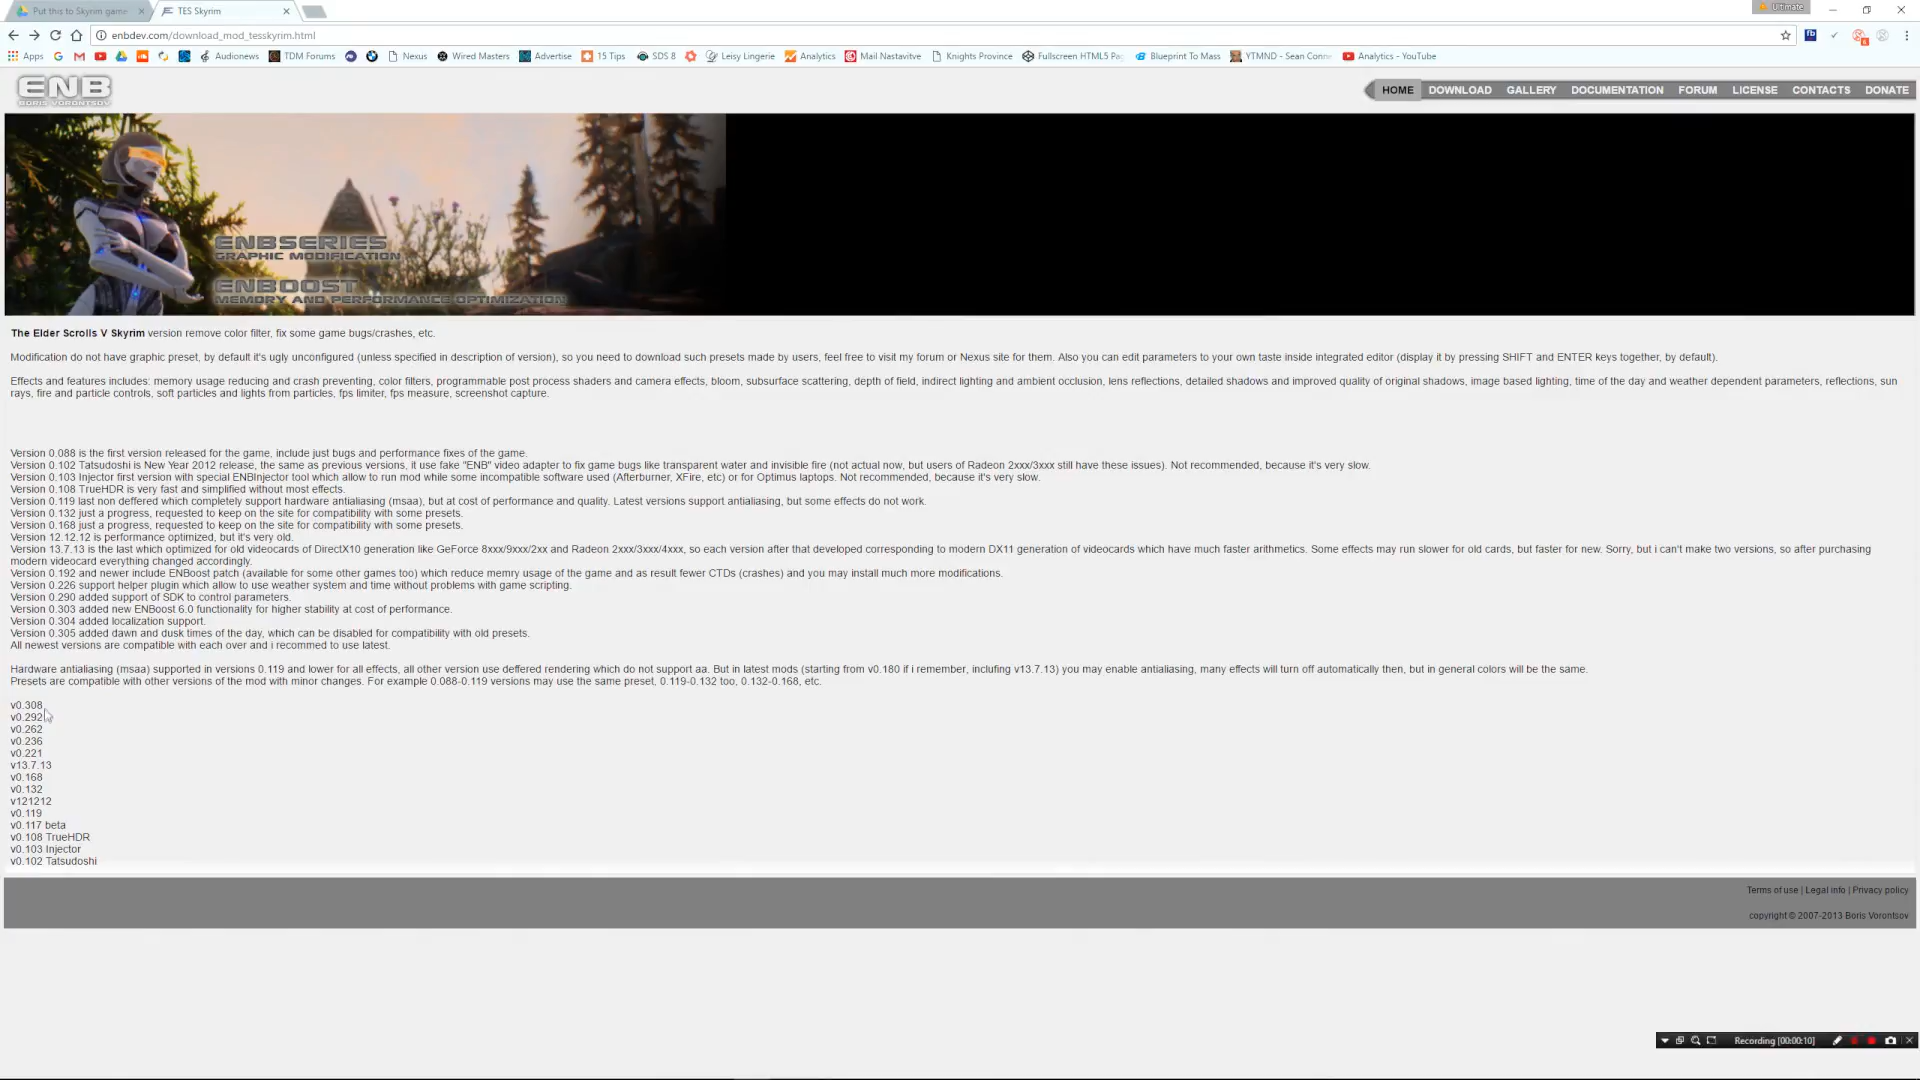 Put this to Skyrim game
TES Skyrim
Ultimate
enbdev.com/download_mod_tesskyrim.html
Apps Audionews TDM Forums Nexus Wired Masters Advertise 15 Tips SDS 8 Leisy Lingerie Analytics Mail Nastavitve Knights Province Fullscreen HTML5 Pa Blueprint To Mass YTMND - Sean Conn Analytics - YouTube
ENB
BORIS VORONTSOV
HOME DOWNLOAD GALLERY DOCUMENTATION FORUM LICENSE CONTACTS DONATE
ENBSERIES
GRAPHIC MODIFICATION
ENBOOST
MEMORY AND PERFORMANCE OPTIMIZATION
The Elder Scrolls V Skyrim version remove color filter, fix some game bugs/crashes, etc.
Modification do not have graphic preset, by default it's ugly unconfigured (unless specified in description of version), so you need to download such presets made by users, feel free to visit my forum or Nexus site for them. Also you can edit parameters to your own taste inside integrated editor (display it by pressing SHIFT and ENTER keys together, by default).
Effects and features includes: memory usage reducing and crash preventing, color filters, programmable post process shaders and camera effects, bloom, subsurface scattering, depth of field, indirect lighting and ambient occlusion, lens reflections, detailed shadows and improved quality of original shadows, image based lighting, time of the day and weather dependent parameters, reflections, sun
rays, fire and particle controls, soft particles and lights from particles, fps limiter, fps measure, screenshot capture.
Version 0.088 is the first version released for the game, include just bugs and performance fixes of the game.
Version 0.102 Tatsudoshi is New Year 2012 release, the same as previous versions, it use fake "ENB" video adapter to fix game bugs like transparent water and invisible fire (not actual now, but users of Radeon 2xxx/3xxx still have these issues). Not recommended, because it's very slow.
Version 0.103 Injector first version with special ENBInjector tool which allow to run mod while some incompatible software used (Afterburner, XFire, etc) or for Optimus laptops. Not recommended, because it's very slow.
Version 0.108 TrueHDR is very fast and simplified without most effects.
Version 0.119 last non deffered which completely support hardware antialiasing (msaa), but at cost of performance and quality. Latest versions support antialiasing, but some effects do not work.
Version 0.132 just a progress, requested to keep on the site for compatibility with some presets.
Version 0.168 just a progress, requested to keep on the site for compatibility with some presets.
Version 12.12.12 is performance optimized, but it's very old.
Version 13.7.13 is the last which optimized for old videocards of DirectX10 generation like GeForce 8xxx/9xxx/2xx and Radeon 2xxx/3xxx/4xxx, so each version after that developed corresponding to modern DX11 generation of videocards which have much faster arithmetics. Some effects may run slower for old cards, but faster for new. Sorry, but i can't make two versions, so after purchasing
modern videocard everything changed accordingly.
Version 0.192 and newer include ENBoost patch (available for some other games too) which reduce memry usage of the game and as result fewer CTDs (crashes) and you may install much more modifications.
Version 0.226 support helper plugin which allow to use weather system and time without problems with game scripting.
Version 0.290 added support of SDK to control parameters.
Version 0.303 added new ENBoost 6.0 functionality for higher stability at cost of performance.
Version 0.304 added localization support.
Version 0.305 added dawn and dusk times of the day, which can be disabled for compatibility with old presets.
All newest versions are compatible with each over and i recommed to use latest.
Hardware antialiasing (msaa) supported in versions 0.119 and lower for all effects, all other version use deffered rendering which do not support aa. But in latest mods (starting from v0.180 if i remember, inclufing v13.7.13) you may enable antialiasing, many effects will turn off automatically then, but in general colors will be the same.
Presets are compatible with other versions of the mod with minor changes. For example 0.088-0.119 versions may use the same preset, 0.119-0.132 too, 0.132-0.168, etc.
v0.308
v0.292
v0.262
v0.236
v0.221
v13.7.13
v0.168
v0.132
v121212
v0.119
v0.117 beta
v0.108 TrueHDR
v0.103 Injector
v0.102 Tatsudoshi
Terms of use | Legal info | Privacy policy
copyright © 2007-2013 Boris Vorontsov
Recording [00:00:10]